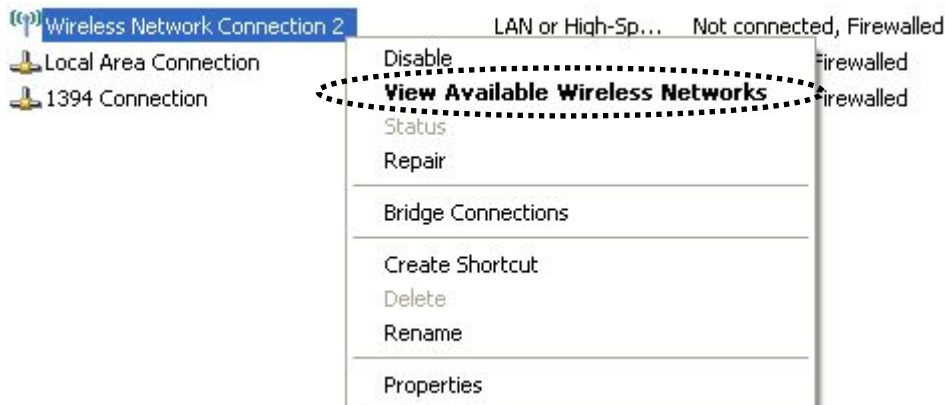 Wireless Network Connection 2 LAN or High-Sp... Not connected, Firewalled
Local Area Connection
Firewalled
1394 Connection
irewalled
Disable
View Available Wireless Networks
Status
Repair
Bridge Connections
Create Shortcut
Delete
Rename
Properties